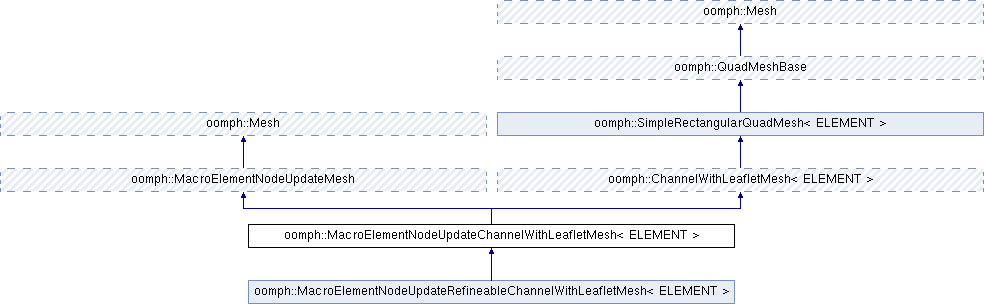 oomph::Mesh
oomph::QuadMeshBase
oomph::Mesh
oomph::SimpleRectangularQuadMesh< ELEMENT >
oomph::MacroElementNodeUpdateMesh
oomph::ChannelWithLeafletMesh< ELEMENT >
oomph::MacroElementNodeUpdateChannelWithLeafletMesh< ELEMENT >
oomph::MacroElementNodeUpdateRefineableChannelWithLeafletMesh< ELEMENT >